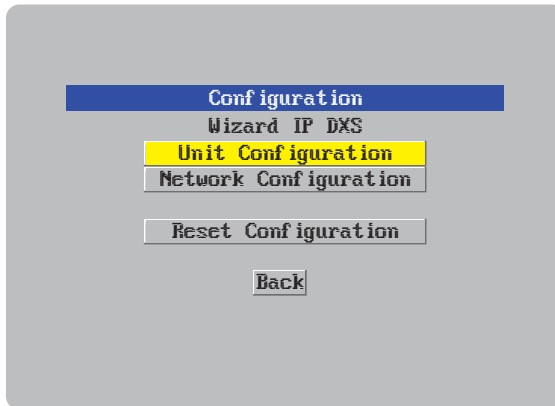 Configuration
Wizard IP DXS
Unit Configuration
Network Configuration
Reset Configuration
Back